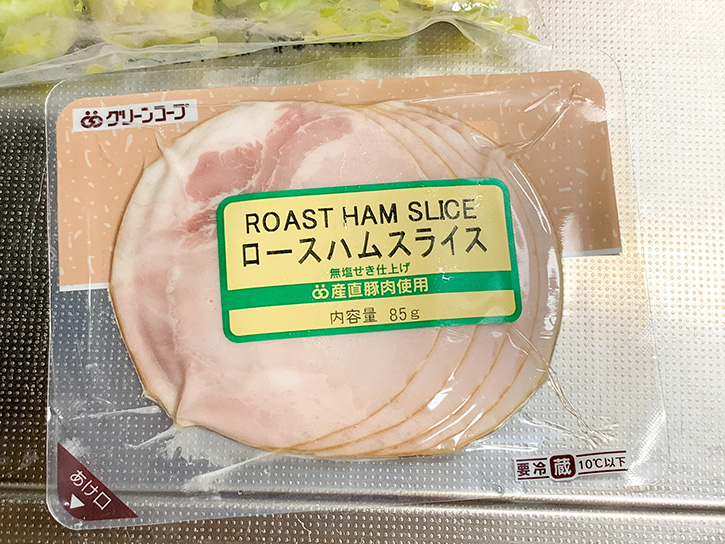 グリーンコープ
ROAST HAM SLICE
ロースハムスライス
無塩せき仕上げ
産直豚肉使用
内容量 85g
あけ口
要冷蔵 10℃以下